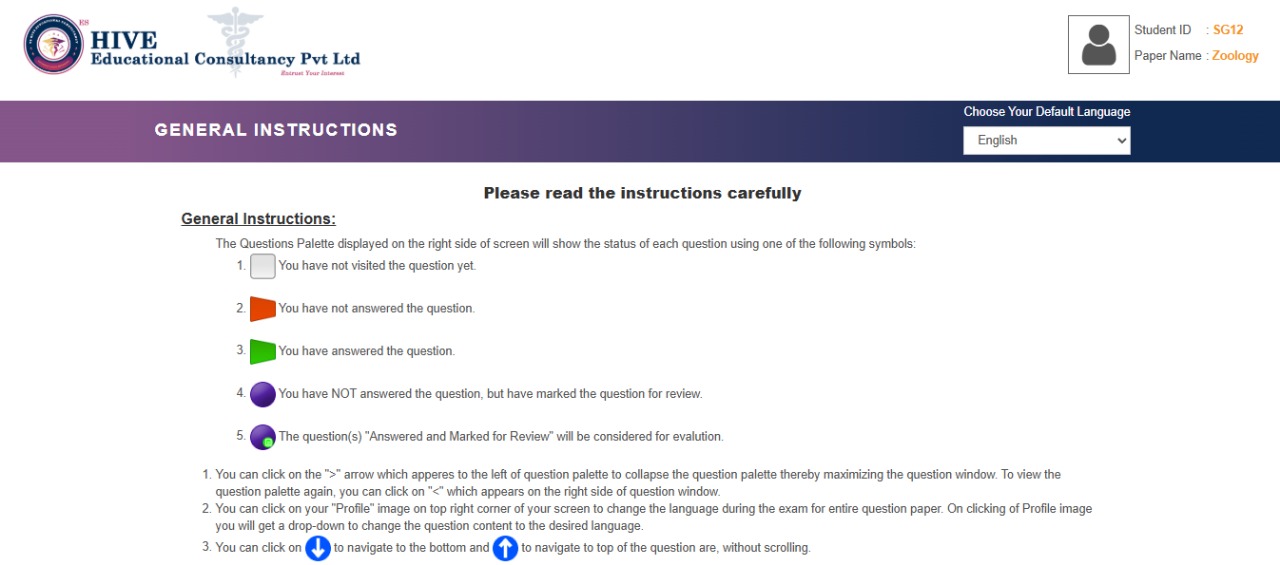 ES
HIVE
Educational Consultancy Pvt Ltd
Entrust Your Interest
Student ID : SG12
Paper Name : Zoology
GENERAL INSTRUCTIONS
Choose Your Default Language
English
Please read the instructions carefully
General Instructions:
The Questions Palette displayed on the right side of screen will show the status of each question using one of the following symbols:
1. You have not visited the question yet.
2. You have not answered the question.
3. You have answered the question.
4. You have NOT answered the question, but have marked the question for review.
5. The question(s) "Answered and Marked for Review" will be considered for evalution.
1. You can click on the ">" arrow which apperes to the left of question palette to collapse the question palette thereby maximizing the question window. To view the
question palette again, you can click on "<" which appears on the right side of question window.
2. You can click on your "Profile" image on top right corner of your screen to change the language during the exam for entire question paper. On clicking of Profile image
you will get a drop-down to change the question content to the desired language.
3. You can click on to navigate to the bottom and to navigate to top of the question are, without scrolling.